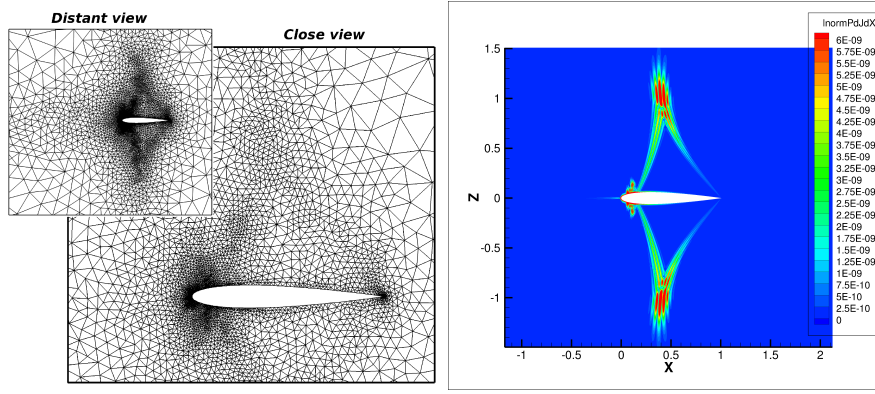 Distant view
Close view
lnormPdJdX
6E-09
5.75E-09
5.5E-09
5.25E-09
5E-09
4.75E-09
4.5E-09
4.25E-09
4E-09
3.75E-09
3.5E-09
3.25E-09
3E-09
2.75E-09
2.5E-09
2.25E-09
2E-09
1.75E-09
1.5E-09
1.25E-09
1E-09
7.5E-10
5E-10
2.5E-10
0
1.5
1
0.5
0
-0.5
-1
Z
-1 -0.5 0 0.5 1 1.5 2
X